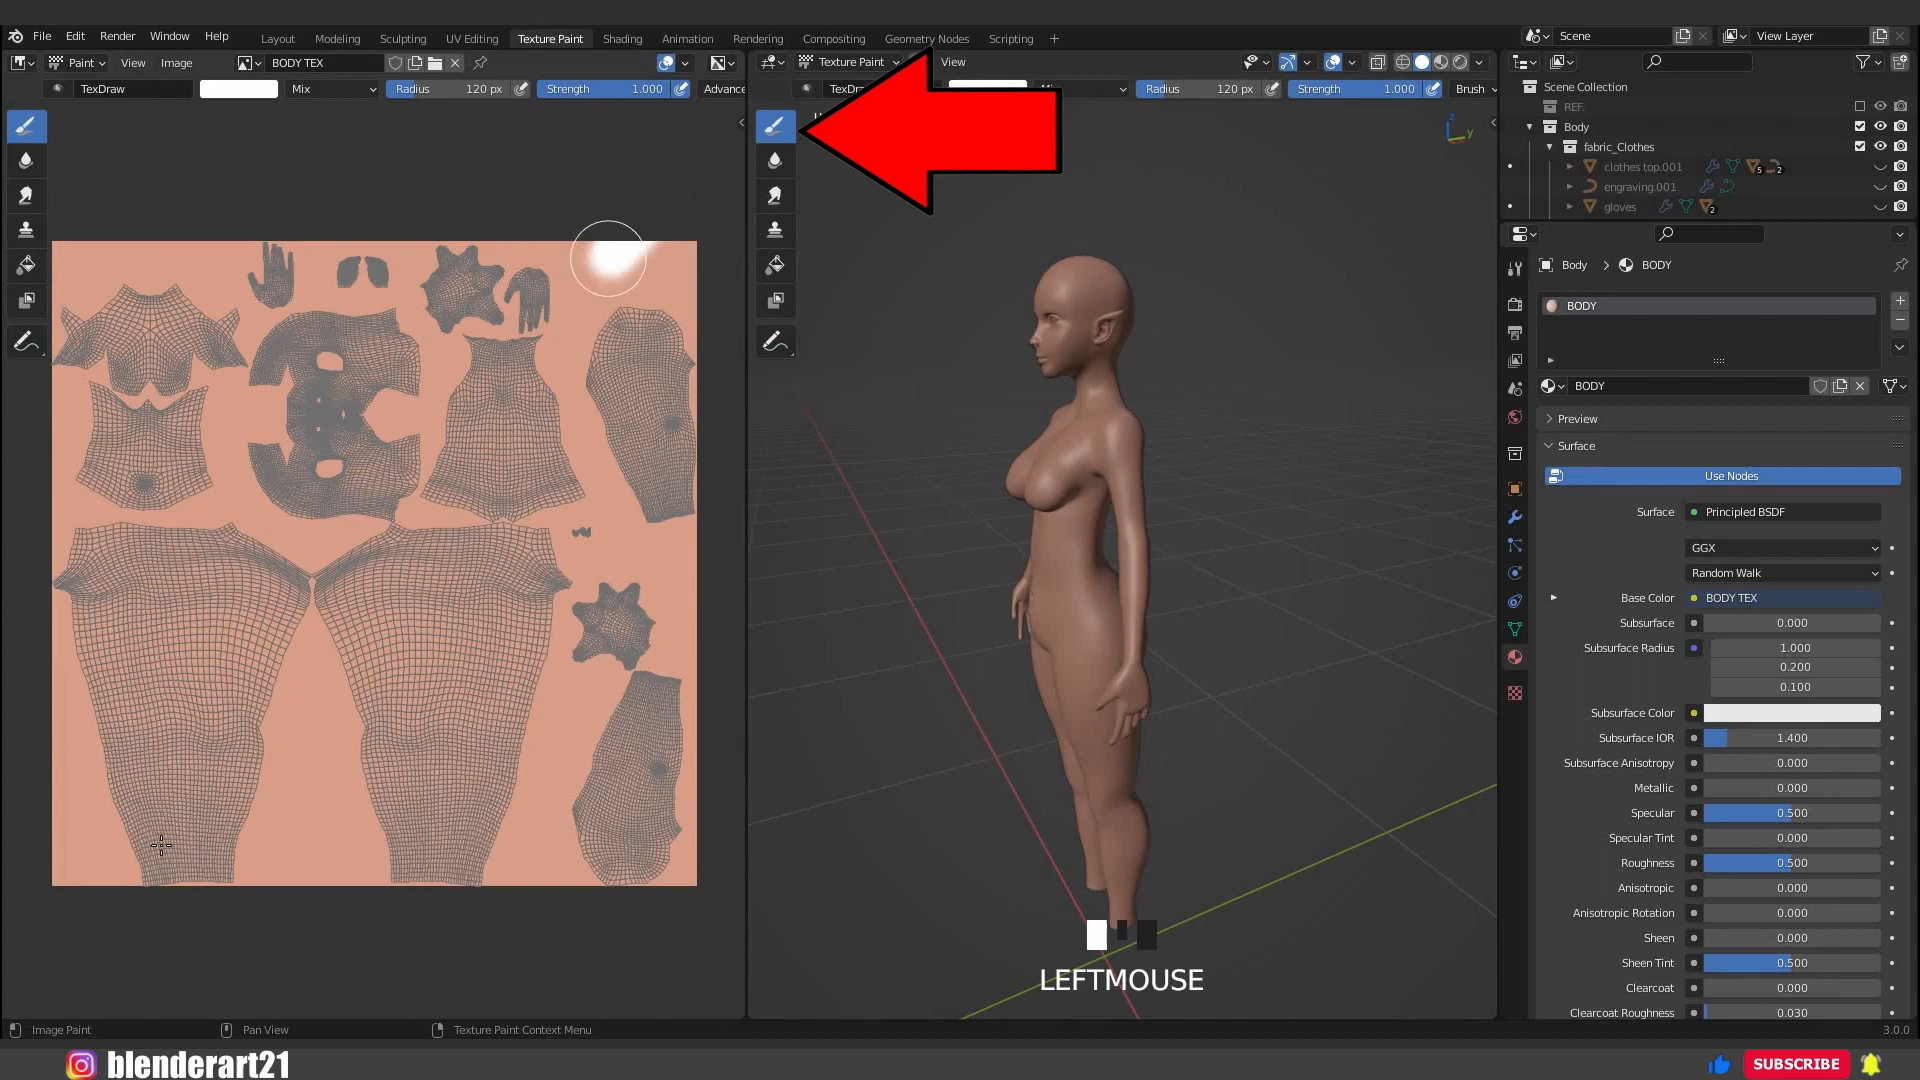 File Edit Render Window Help
Layout Modeling Sculpting UV Editing Texture Paint Shading Animation Rendering Compositing Geometry Nodes Scripting +
Scene
View Layer
Paint View Image BODY TEX
Texture Paint View
TexDraw Mix Radius 120 px Strength 1.000 Advance
Radius 120 px Strength 1.000 Brush
Scene Collection
REF.
Body
fabric_Clothes
clothes top.001 5 2
engraving.001
gloves 2
z
y
Body > BODY
BODY
BODY
Preview
Surface
Use Nodes
Surface Principled BSDF
GGX
Random Walk
Base Color BODY TEX
Subsurface 0.000
Subsurface Radius 1.000
0.200
0.100
Subsurface Color
Subsurface IOR 1.400
Subsurface Anisotropy 0.000
Metallic 0.000
Specular 0.500
Specular Tint 0.000
Roughness 0.500
Anisotropic 0.000
Anisotropic Rotation 0.000
Sheen 0.000
Sheen Tint 0.500
Clearcoat 0.000
Clearcoat Roughness 0.030
LEFTMOUSE
Image Paint Pan View Texture Paint Context Menu 3.0.0
blenderart21
SUBSCRIBE